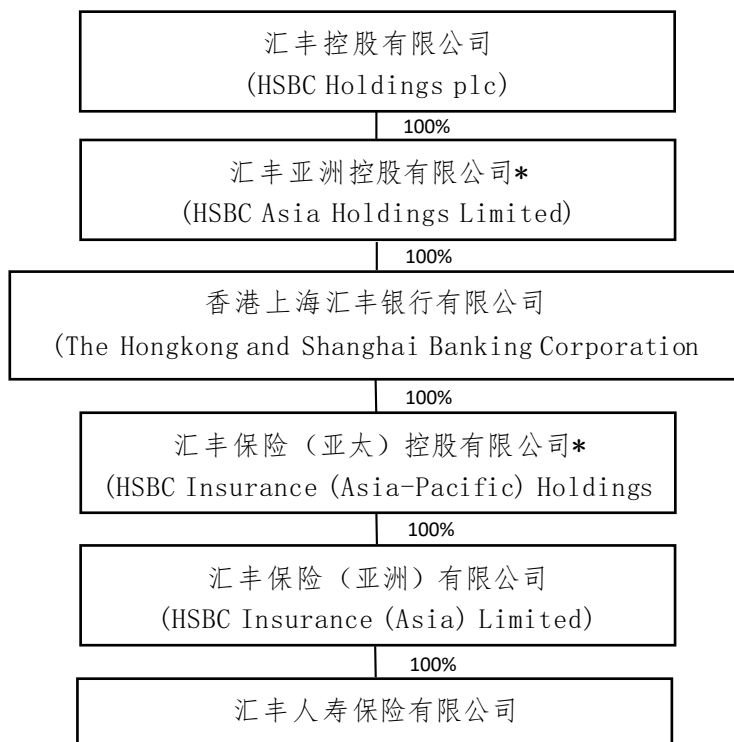 汇丰控股有限公司
(HSBC Holdings plc)
100%
汇丰亚洲控股有限公司*
(HSBC Asia Holdings Limited)
100%
香港上海汇丰银行有限公司
(The Hongkong and Shanghai Banking Corporation
100%
汇丰保险（亚太）控股有限公司*
(HSBC Insurance (Asia-Pacific) Holdings
100%
汇丰保险（亚洲）有限公司
(HSBC Insurance (Asia) Limited)
100%
汇丰人寿保险有限公司